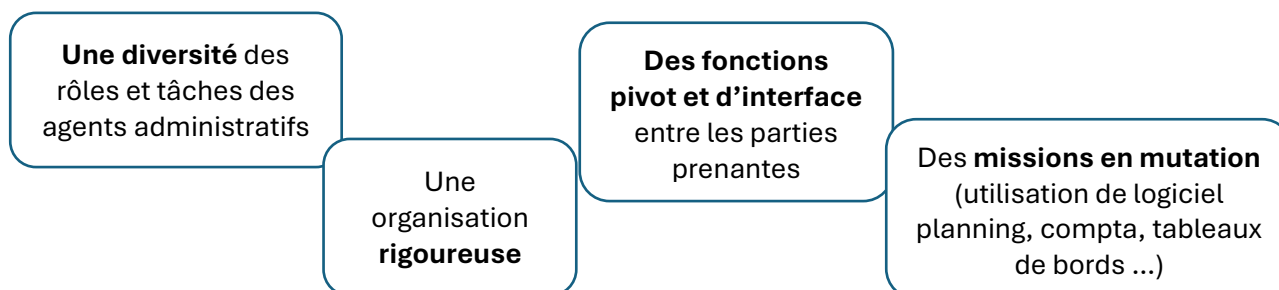 Une diversité des
rôles et tâches des
agents administratifs
Une
organisation
rigoureuse
Des fonctions
pivot et d’interface
entre les parties
prenantes
Des missions en mutation
(utilisation de logiciel
planning, compta, tableaux
de bords ...)